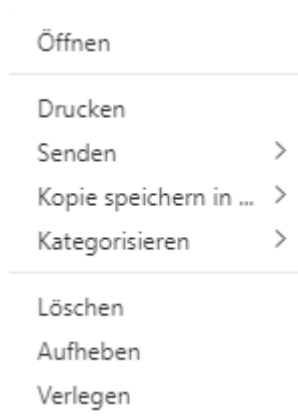 Öffnen
Drucken
Senden
Kopie speichern in ...
Kategorisieren
Löschen
Aufheben
Verlegen